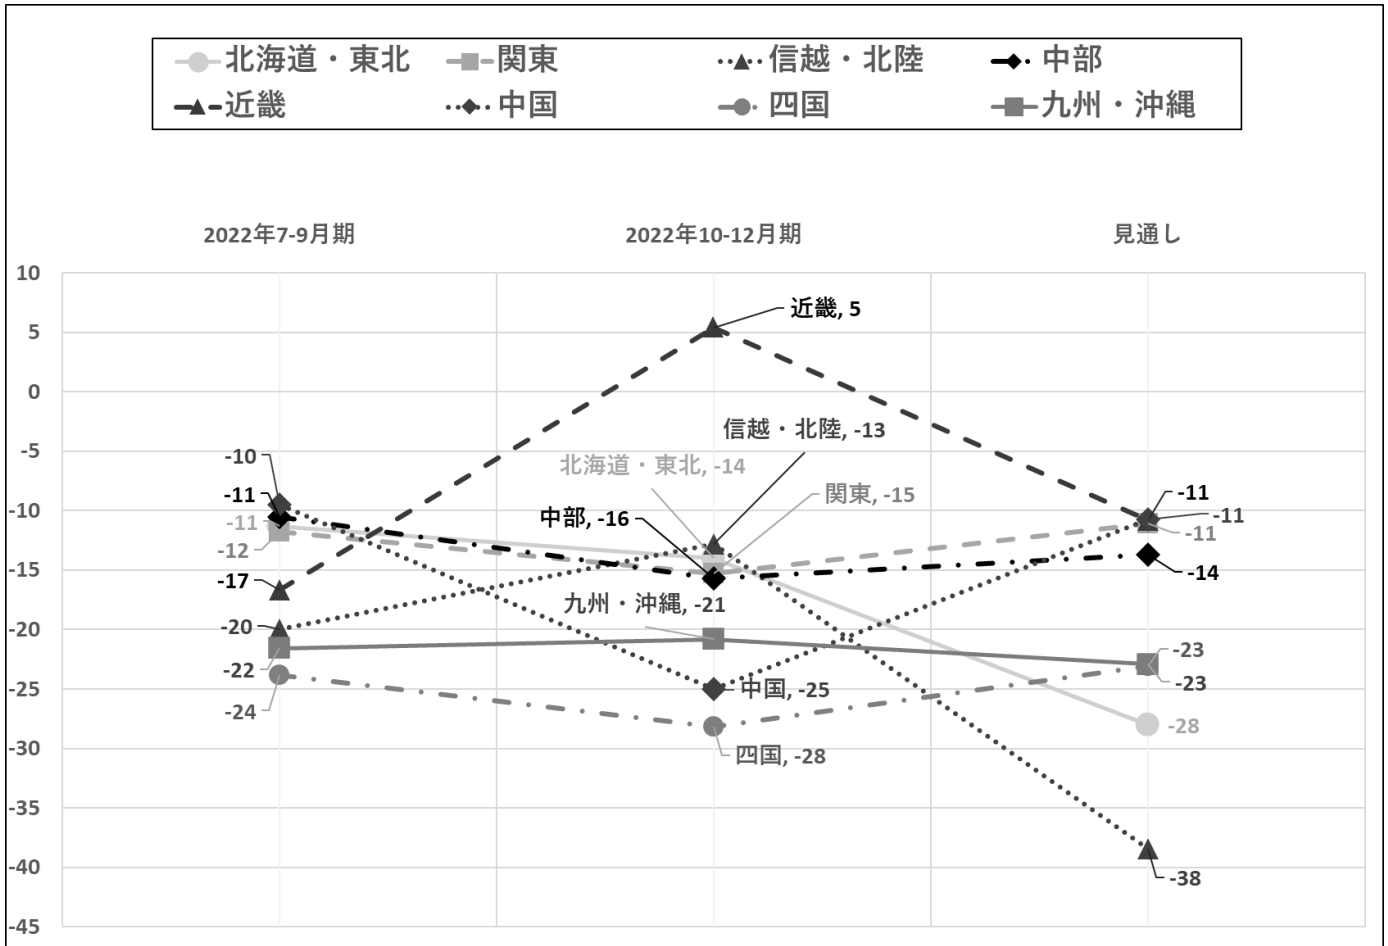 北海道・東北 関東 信越・北陸 中部
近畿 中国 四国 九州・沖縄
2022年7-9月期 2022年10-12月期 見通し
10
5
0
-5
-10
-15
-20
-25
-30
-35
-40
-45
-10
-11
-11
-12
-17
-20
-22
-24
近畿, 5
信越・北陸, -13
北海道・東北, -14
関東, -15
中部, -16
九州・沖縄, -21
中国, -25
四国, -28
-11
-11
-11
-14
-23
-23
-28
-38